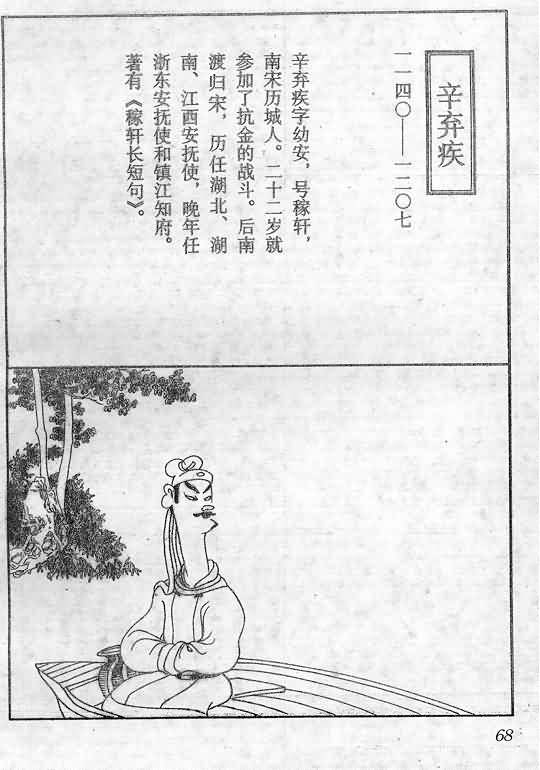 辛弃疾
一一四〇——一二〇七
辛弃疾字幼安，号稼轩，
南宋历城人。二十二岁就
参加了抗金的战斗。后南
渡归宋，历任湖北、湖
南、江西安抚使，晚年任
浙东安抚使和镇江知府。
著有《稼轩长短句》。
68